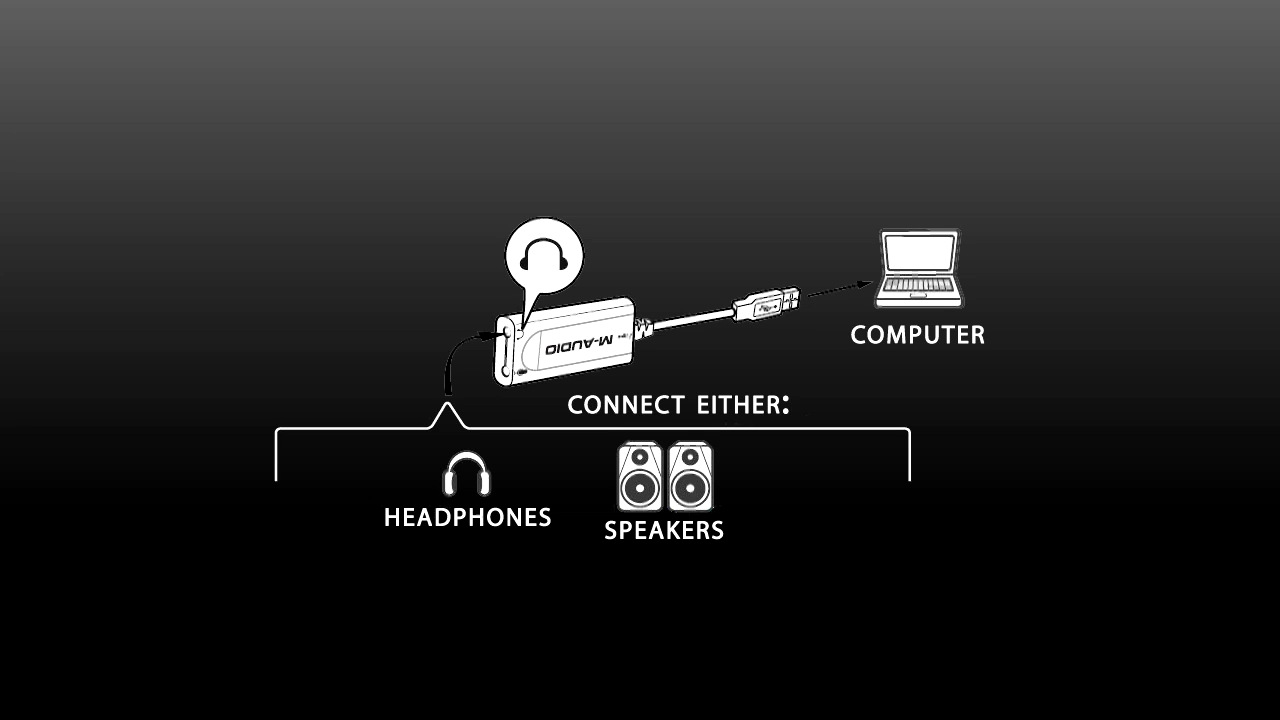 M-AUDIO
COMPUTER
CONNECT EITHER:
HEADPHONES
SPEAKERS